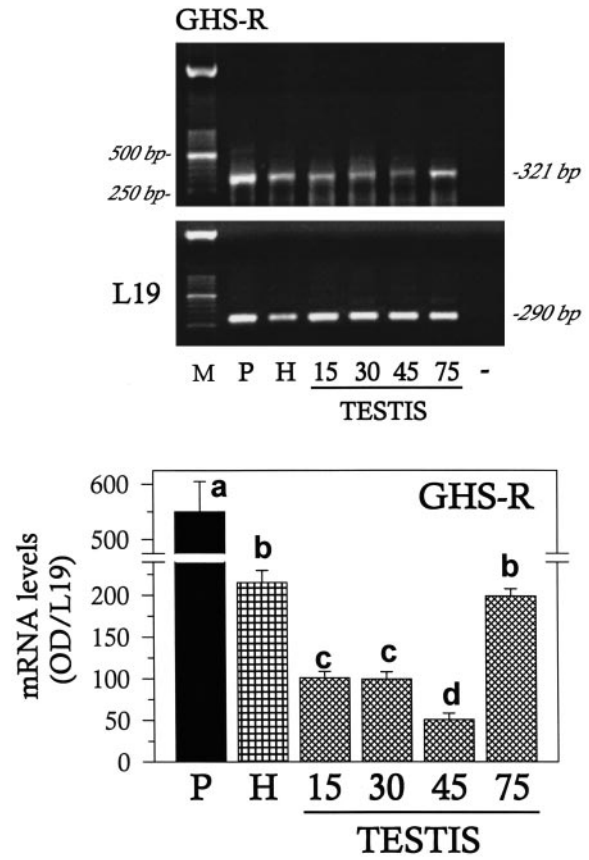 GHS-R
500 bp-
250 bp-
-321 bp
L19
-290 bp
M P H 15 30 45 75 -
TESTIS
GHS-R
mRNA levels
(OD/L19)
600
500
200
150
100
50
0
a
b
c
c
d
b
P H 15 30 45 75
TESTIS